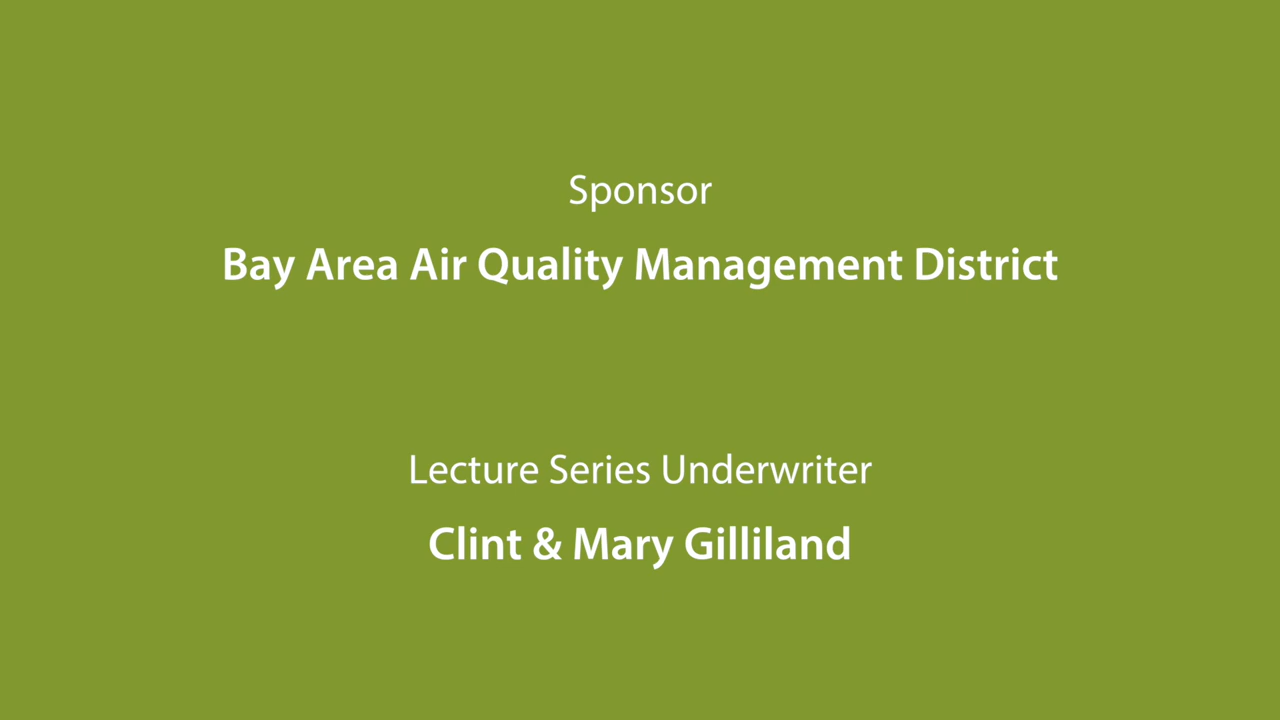 Sponsor
Bay Area Air Quality Management District
Lecture Series Underwriter
Clint & Mary Gilliland